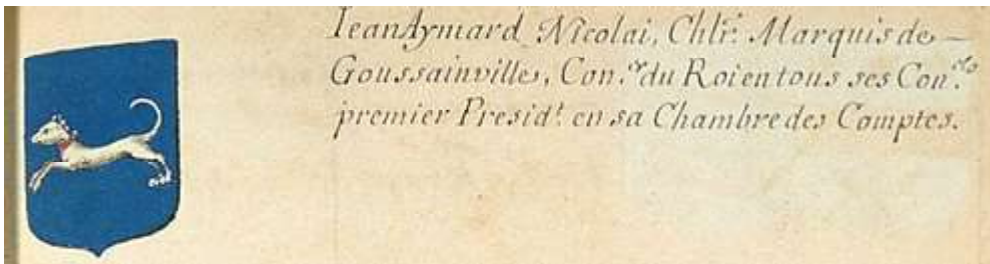 Iean Aymard Nicolai, Chlr. Marquis de
Goussainville, Con.er du Roi en tous ses Con.els
premier Presid.t en sa Chambre des Comptes.